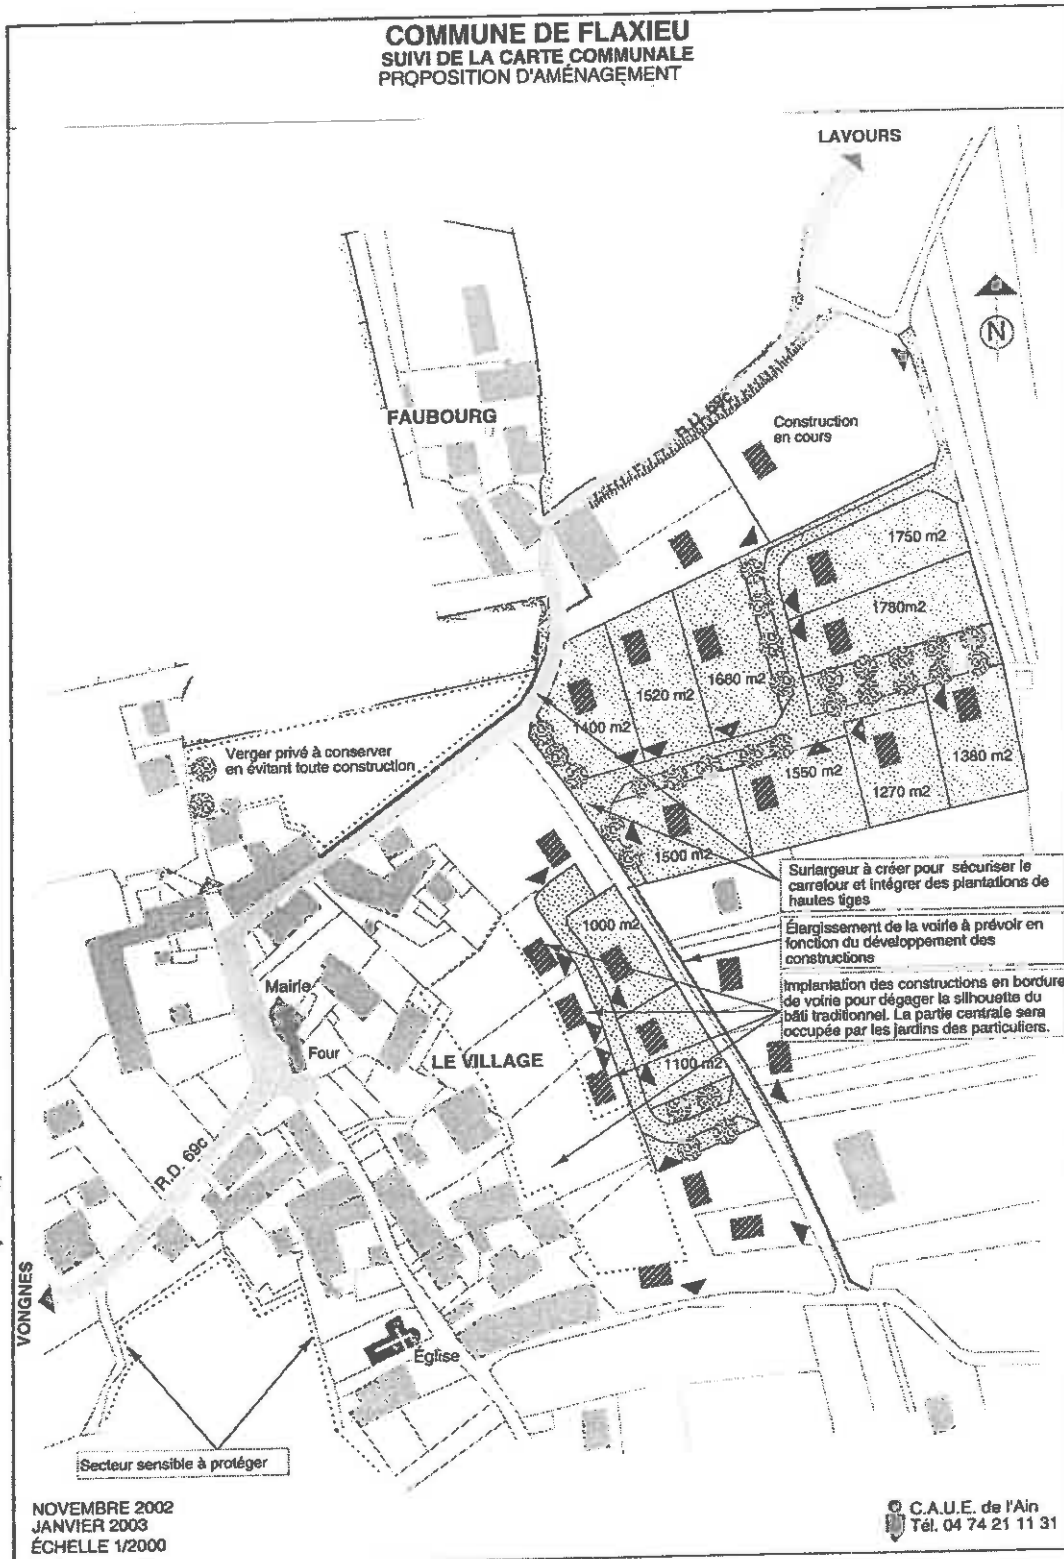 COMMUNE DE FLAXIEU
SUIVI DE LA CARTE COMMUNALE
PROPOSITION D'AMÉNAGEMENT
LAVOURS
N
FAUBOURG
R.D. 69c
Construction
en cours
1750 m2
1780m2
1520 m2
1660 m2
1400 m2
Verger privé à conserver
en évitant toute construction
1550 m2
1380 m2
1270 m2
1500 m2
Surlargeur à créer pour sécuriser le
carrefour et intégrer des plantations de
hautes tiges
1000 m2
Élargissement de la voirie à prévoir en
fonction du développement des
constructions
Implantation des constructions en bordure
de voirie pour dégager la silhouette du
bâti traditionnel. La partie centrale sera
occupée par les jardins des particuliers.
Mairie
Four
LE VILLAGE
1100 m2
R.D. 69c
VONGNES
Église
Secteur sensible à protéger
NOVEMBRE 2002
JANVIER 2003
ÉCHELLE 1/2000
C.A.U.E. de l'Ain
Tél. 04 74 21 11 31